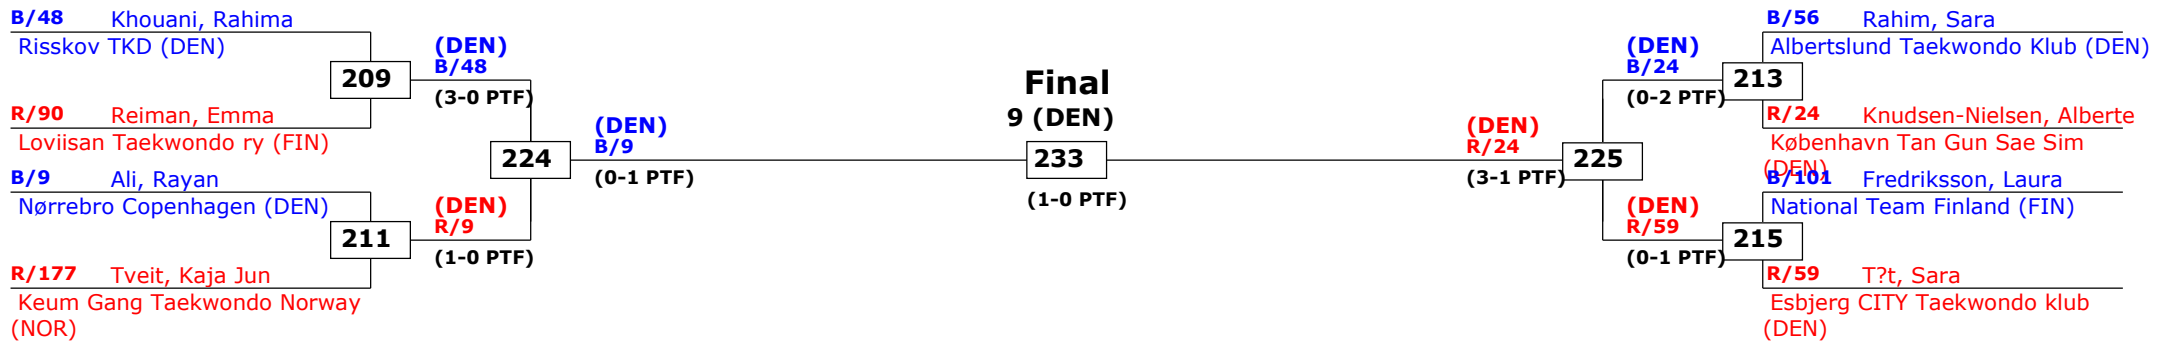 B/48 Khouani, Rahima
Risskov TKD (DEN)
209
R/90 Reiman, Emma
Loviisan Taekwondo ry (FIN)
B/9 Ali, Rayan
Nørrebro Copenhagen (DEN)
211
R/177 Tveit, Kaja Jun
Keum Gang Taekwondo Norway
(NOR)
(DEN)
B/48
(3-0 PTF)
224
(DEN)
R/9
(1-0 PTF)
(DEN)
B/9
(0-1 PTF)
Final
9 (DEN)
233
(1-0 PTF)
(DEN)
R/24
(3-1 PTF)
225
(DEN)
B/24
(0-2 PTF)
(DEN)
R/59
(0-1 PTF)
B/56 Rahim, Sara
Albertslund Taekwondo Klub (DEN)
213
R/24 Knudsen-Nielsen, Alberte
København Tan Gun Sae Sim
(DEN)
B/101 Fredriksson, Laura
National Team Finland (FIN)
215
R/59 T?t, Sara
Esbjerg CITY Taekwondo klub
(DEN)